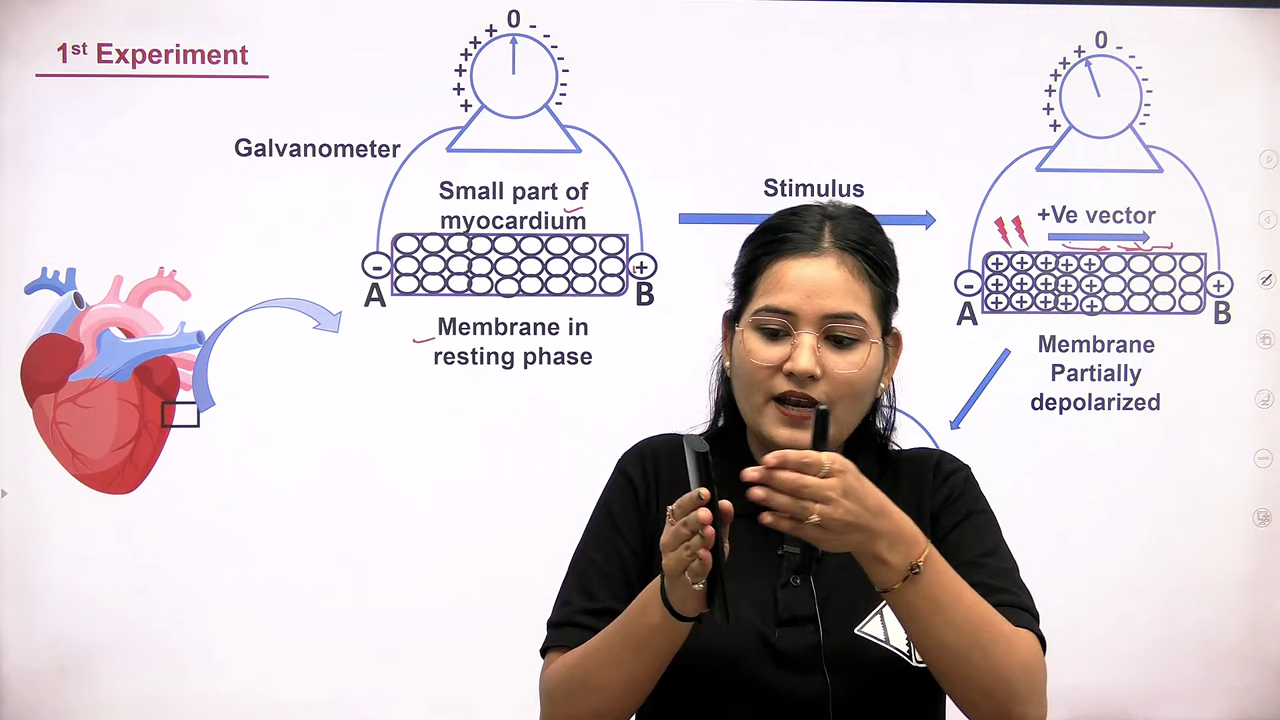 1st Experiment
0
Galvanometer
Small part of
myocardium
A
B
Membrane in
resting phase
Stimulus
0
+Ve vector
A
B
Membrane
Partially
depolarized